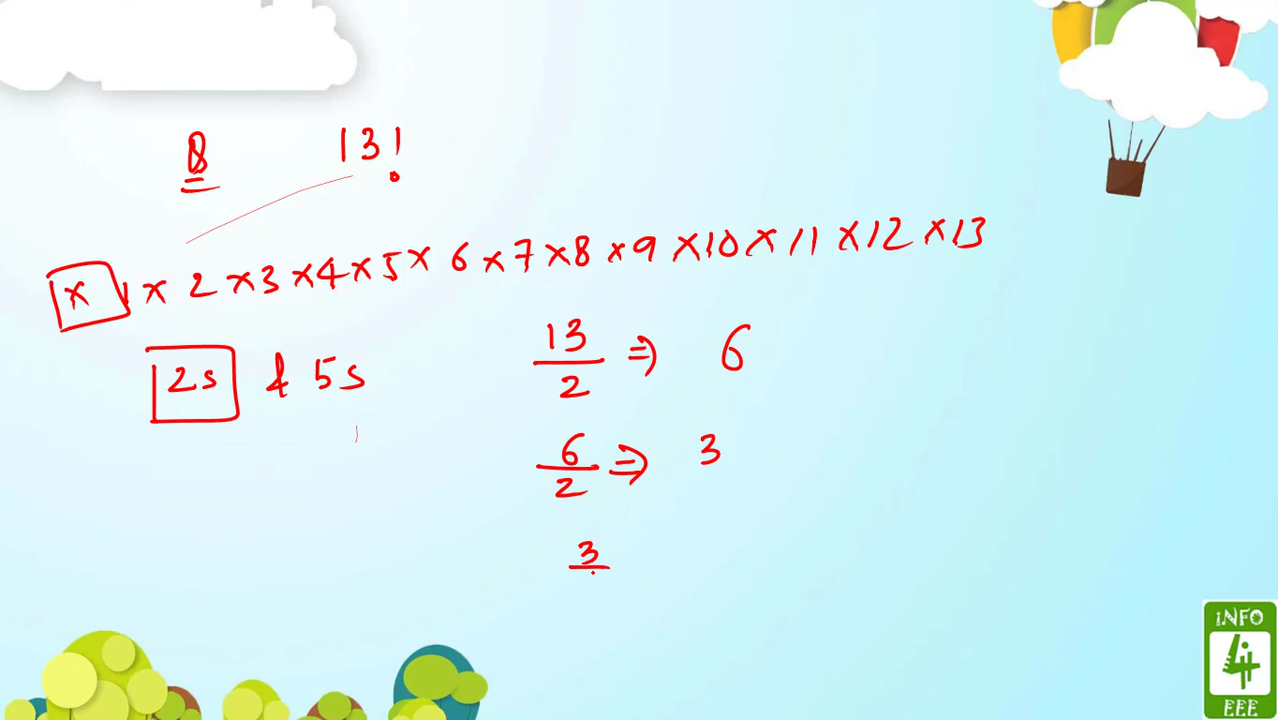 8 13!
× 1 × 2 × 3 × 4 × 5 × 6 × 7 × 8 × 9 × 10 × 11 × 12 × 13
2s & 5s
13/2 ⇒ 6
6/2 ⇒ 3
3
iNFO
4
EEE